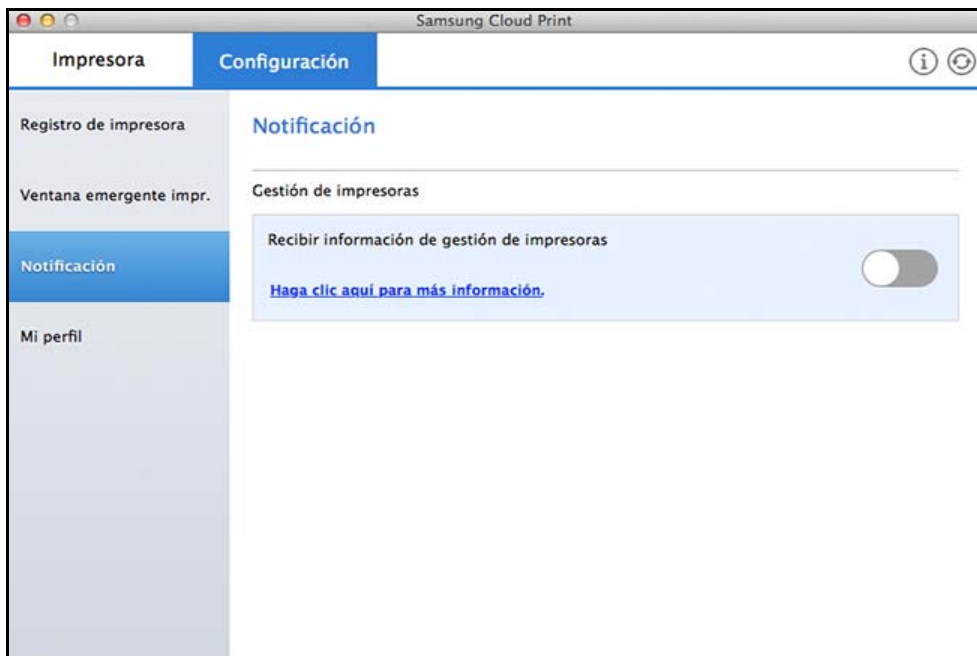 Samsung Cloud Print
Impresora
Configuración
Registro de impresora
Ventana emergente impr.
Notificación
Mi perfil
Notificación
Gestión de impresoras
Recibir información de gestión de impresoras
Haga clic aquí para más información.